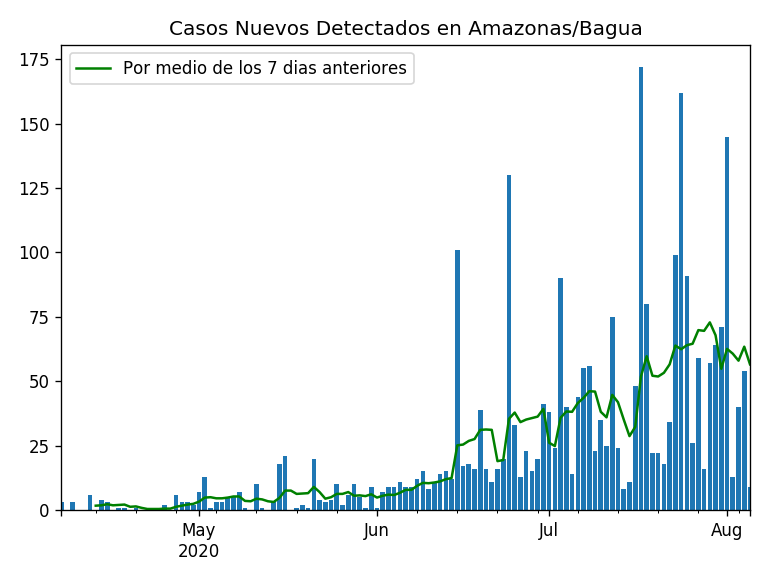 Casos Nuevos Detectados en Amazonas/Bagua
Por medio de los 7 dias anteriores
175
150
125
100
75
50
25
0
May
2020
Jun
Jul
Aug